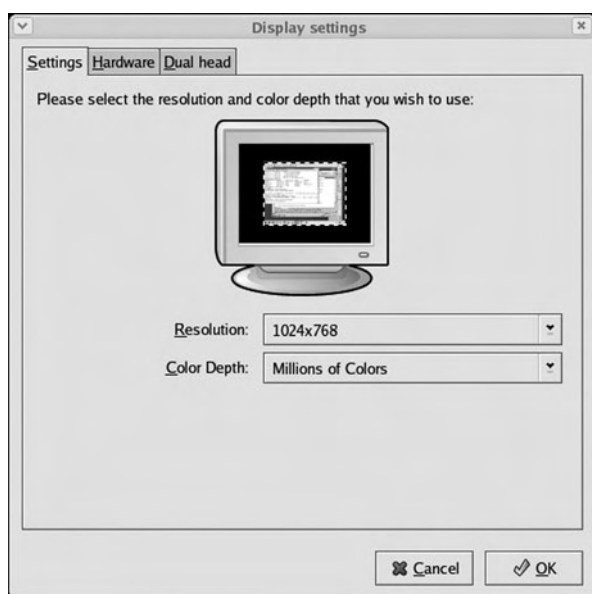 Display settings
Settings Hardware Dual head
Please select the resolution and color depth that you wish to use:
Resolution: 1024x768
Color Depth: Millions of Colors
Cancel OK